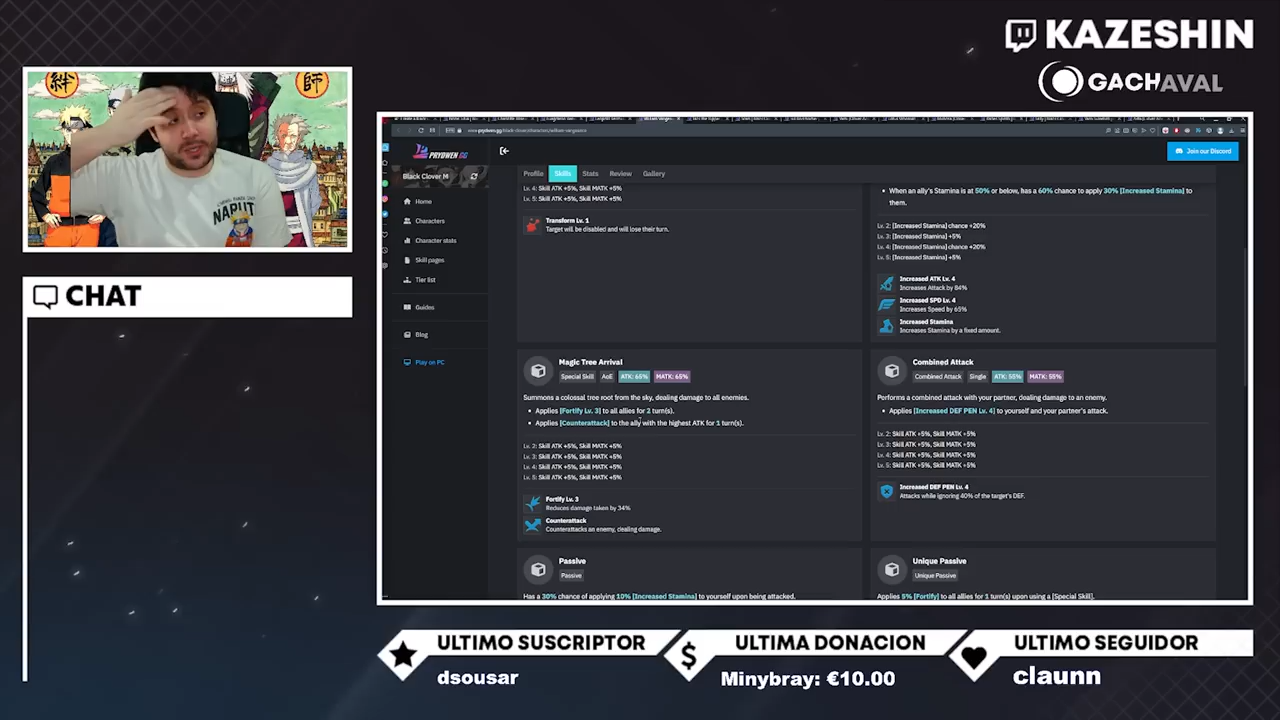 KAZESHIN
GACHAVAL
絆
師
NARUTO
CHAT
PRYDWEN GG
Join our Discord
Black Clover M
Profile
Skills
Stats
Review
Gallery
Home
Characters
Character stats
Skill pages
Tier list
Guides
Blog
Play on PC
Lv. 4: Skill ATK +5%, Skill MATK +5%
Lv. 5: Skill ATK +5%, Skill MATK +5%
Transform Lv. 1
Target will be disabled and will lose their turn.
When an ally's Stamina is at 50% or below, has a 60% chance to apply 30% [Increased Stamina] to
them.
Lv. 2: [Increased Stamina] chance +20%
Lv. 3: [Increased Stamina] +5%
Lv. 4: [Increased Stamina] chance +20%
Lv. 5: [Increased Stamina] +5%
Increased ATK Lv. 4
Increases Attack by 84%
Increased SPD Lv. 4
Increases Speed by 65%
Increased Stamina
Increases Stamina by a fixed amount.
Magic Tree Arrival
Special Skill
AoE
ATK: 65%
MATK: 65%
Summons a colossal tree root from the sky, dealing damage to all enemies.
Applies [Fortify Lv. 3] to all allies for 2 turn(s).
Applies [Counterattack] to the ally with the highest ATK for 1 turn(s).
Lv. 2: Skill ATK +5%, Skill MATK +5%
Lv. 3: Skill ATK +5%, Skill MATK +5%
Lv. 4: Skill ATK +5%, Skill MATK +5%
Lv. 5: Skill ATK +5%, Skill MATK +5%
Fortify Lv. 3
Reduces damage taken by 34%
Counterattack
Counterattacks an enemy, dealing damage.
Combined Attack
Combined Attack
Single
ATK: 55%
MATK: 55%
Performs a combined attack with your partner, dealing damage to an enemy.
Applies [Increased DEF PEN Lv. 4] to yourself and your partner's attack.
Lv. 2: Skill ATK +5%, Skill MATK +5%
Lv. 3: Skill ATK +5%, Skill MATK +5%
Lv. 4: Skill ATK +5%, Skill MATK +5%
Lv. 5: Skill ATK +5%, Skill MATK +5%
Increased DEF PEN Lv. 4
Attacks while ignoring 40% of the target's DEF.
Passive
Passive
Has a 30% chance of applying 10% [Increased Stamina] to yourself upon being attacked.
Unique Passive
Unique Passive
Applies 5% [Fortify] to all allies for 1 turn(s) upon using a [Special Skill].
ULTIMO SUSCRIPTOR
dsousar
ULTIMA DONACION
Minybray: €10.00
ULTIMO SEGUIDOR
claunn